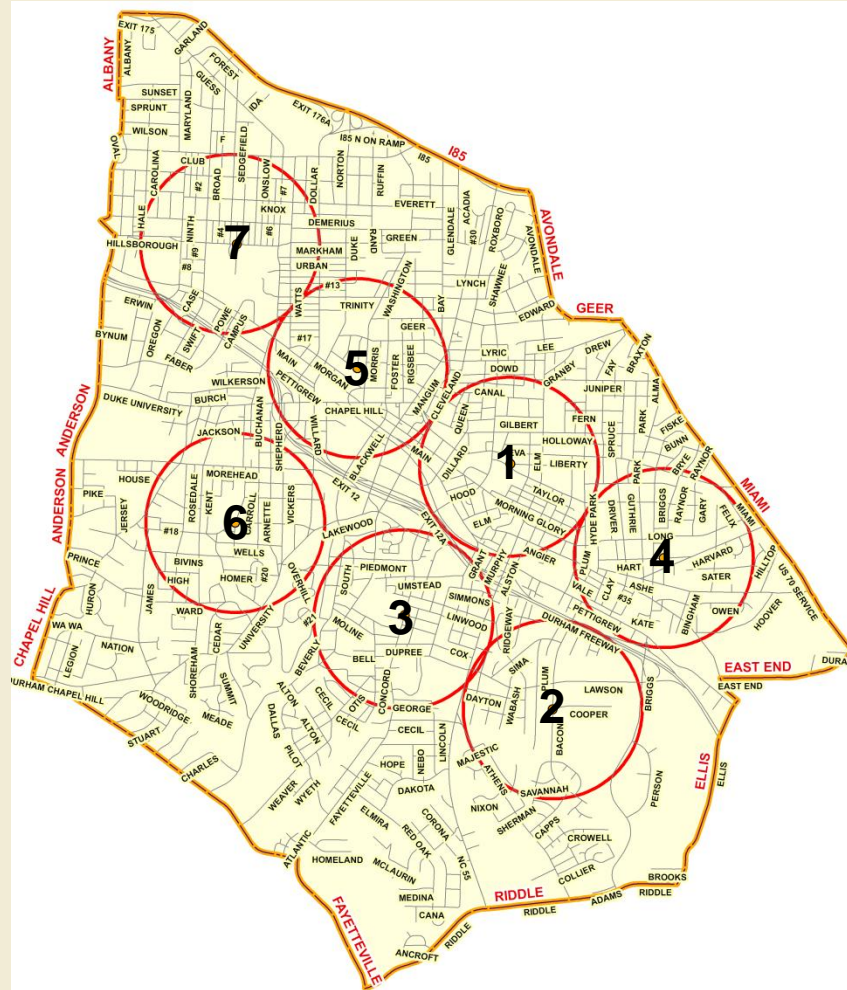 EXIT 175
GARLAND
ALBANY
ALBANY
FOREST
GUESS
SUNSET
IDA
SPRUNT
MARYLAND
EXIT 176A
WILSON
F
I85 N ON RAMP
I85
I85
OVAL
CLUB
SEDGEFIELD
NORTON
RUFFIN
CAROLINA
#2
BROAD
ONSLOW
#7
DOLLAR
ACADIA
EVERETT
HALE
KNOX
GLENDALE
#30
ROXBORO
AVONDALE
AVONDALE
NINTH
#4
#6
DEMERIUS
DUKE
RAND
GREEN
HILLSBOROUGH
#9
7
MARKHAM
#8
URBAN
WASHINGTON
SHAWNEE
#13
LYNCH
BAY
ERWIN
CASE
WATTS
TRINITY
EDWARD
GEER
POWE
BYNUM
OREGON
SWIFT
CAMPUS
#17
GEER
LEE
DREW
BRAXTON
FABER
MAIN
5
MORRIS
FOSTER
RIGSBEE
LYRIC
DOWD
GRANBY
FAY
WILKERSON
PETTIGREW
MORGAN
CLEVELAND
CANAL
JUNIPER
ALMA
DUKE UNIVERSITY
BURCH
BUCHANAN
CHAPEL HILL
MANGUM
QUEEN
PARK
ANDERSON
JACKSON
SHEPHERD
WILLARD
GILBERT
FERN
SPRUCE
FISKE
BLACKWELL
MAIN
DILLARD
HOLLOWAY
BUNN
HOUSE
MOREHEAD
EXIT 12
1
EVA
ELM
LIBERTY
PARK
BRYE
RAYNOR
ANDERSON
PIKE
JERSEY
ROSEDALE
KENT
CARROLL
ARNETTE
VICKERS
HOOD
TAYLOR
HYDE PARK
DRIVER
GUTHRIE
BRIGGS
RAYNOR
GARY
MIAMI
MIAMI
6
LAKEWOOD
EXIT 12A
ELM
MORNING GLORY
FELIX
#18
LONG
WELLS
4
HARVARD
HILLTOP
PRINCE
BIVINS
#20
SOUTH
PIEDMONT
GRANT
MURPHY
ANGIER
PLUM
HART
SATER
US 70 SERVICE
HIGH
HOMER
OVERHILL
UMSTEAD
ALSTON
VALE
CLAY
ASHE
CHAPEL HILL
HURON
JAMES
WARD
SIMMONS
#35
OWEN
#21
3
LINWOOD
PETTIGREW
KATE
BINGHAM
HOOVER
WA WA
CEDAR
UNIVERSITY
MOLINE
RIDGEWAY
DURHAM FREEWAY
LEGION
NATION
BEVERLY
BELL
DUPREE
COX
SIMA
EAST END
DURA
SHOREHAM
SUMMIT
PLUM
LAWSON
BRIGGS
EAST END
DURHAM CHAPEL HILL
ALTON
CECIL
OTIS
CONCORD
DAYTON
WABASH
2
WOODRIDGE
GEORGE
COOPER
MEADE
DALLAS
ALTON
CECIL
CECIL
LINCOLN
BACON
STUART
PILOT
MAJESTIC
ELLIS
ELLIS
CHARLES
HOPE
NEBO
ATHENS
SAVANNAH
PERSON
WEAVER
WYETH
FAYETTEVILLE
DAKOTA
NIXON
ELMIRA
CORONA
SHERMAN
CAPPS
ATLANTIC
RED OAK
CROWELL
HOMELAND
MCLAURIN
NC 55
COLLIER
BROOKS
MEDINA
RIDDLE
ADAMS
RIDDLE
FAYETTEVILLE
CANA
RIDDLE
RIDDLE
ANCROFT